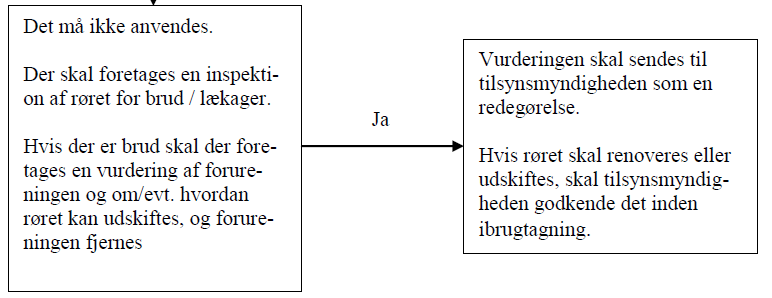 Det må ikke anvendes.
Der skal foretages en inspekti-
on af røret for brud / lækager.
Hvis der er brud skal der fore-
tages en vurdering af forure-
ningen og om/evt. hvordan
røret kan udskiftes, og forure-
ningen fjernes
Ja
Vurderingen skal sendes til
tilsynsmyndigheden som en
redegørelse.
Hvis røret skal renoveres eller
udskiftes, skal tilsynsmyndig-
heden godkende det inden
ibrugtagning.